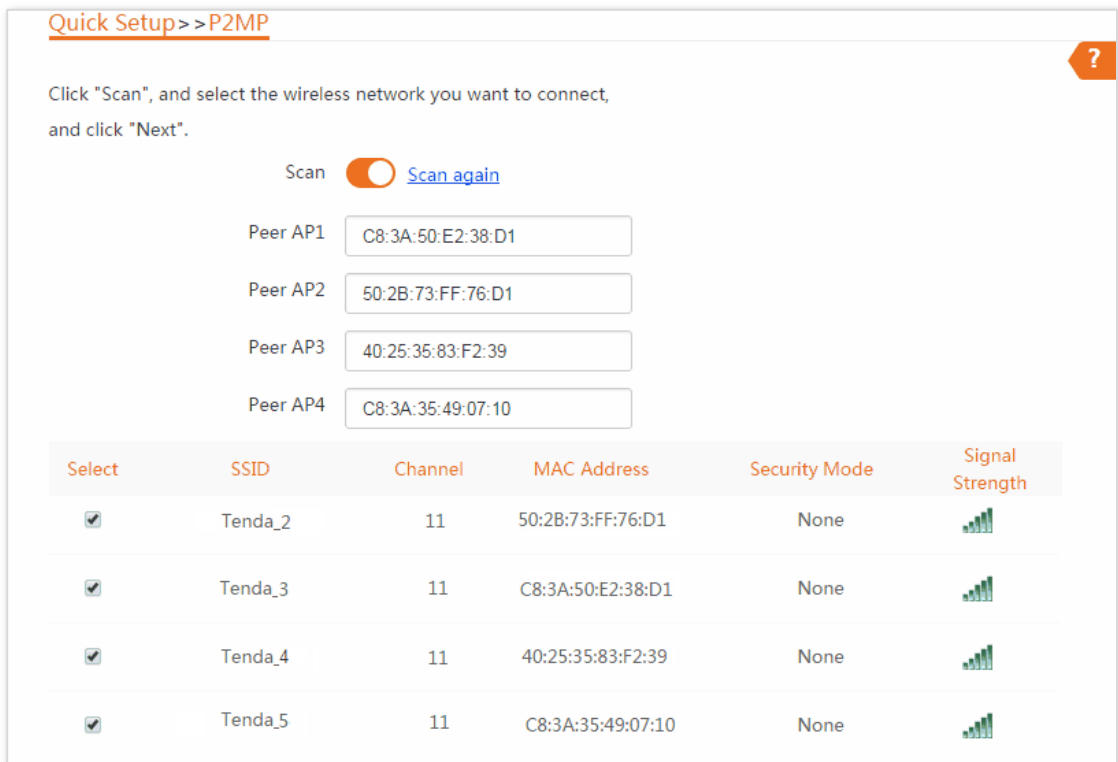 Quick Setup>>P2MP
?
Click "Scan", and select the wireless network you want to connect,
and click "Next".
Scan Scan again
Peer AP1 C8:3A:50:E2:38:D1
Peer AP2 50:2B:73:FF:76:D1
Peer AP3 40:25:35:83:F2:39
Peer AP4 C8:3A:35:49:07:10
Select SSID Channel MAC Address Security Mode Signal Strength
Tenda_2 11 50:2B:73:FF:76:D1 None
Tenda_3 11 C8:3A:50:E2:38:D1 None
Tenda_4 11 40:25:35:83:F2:39 None
Tenda_5 11 C8:3A:35:49:07:10 None